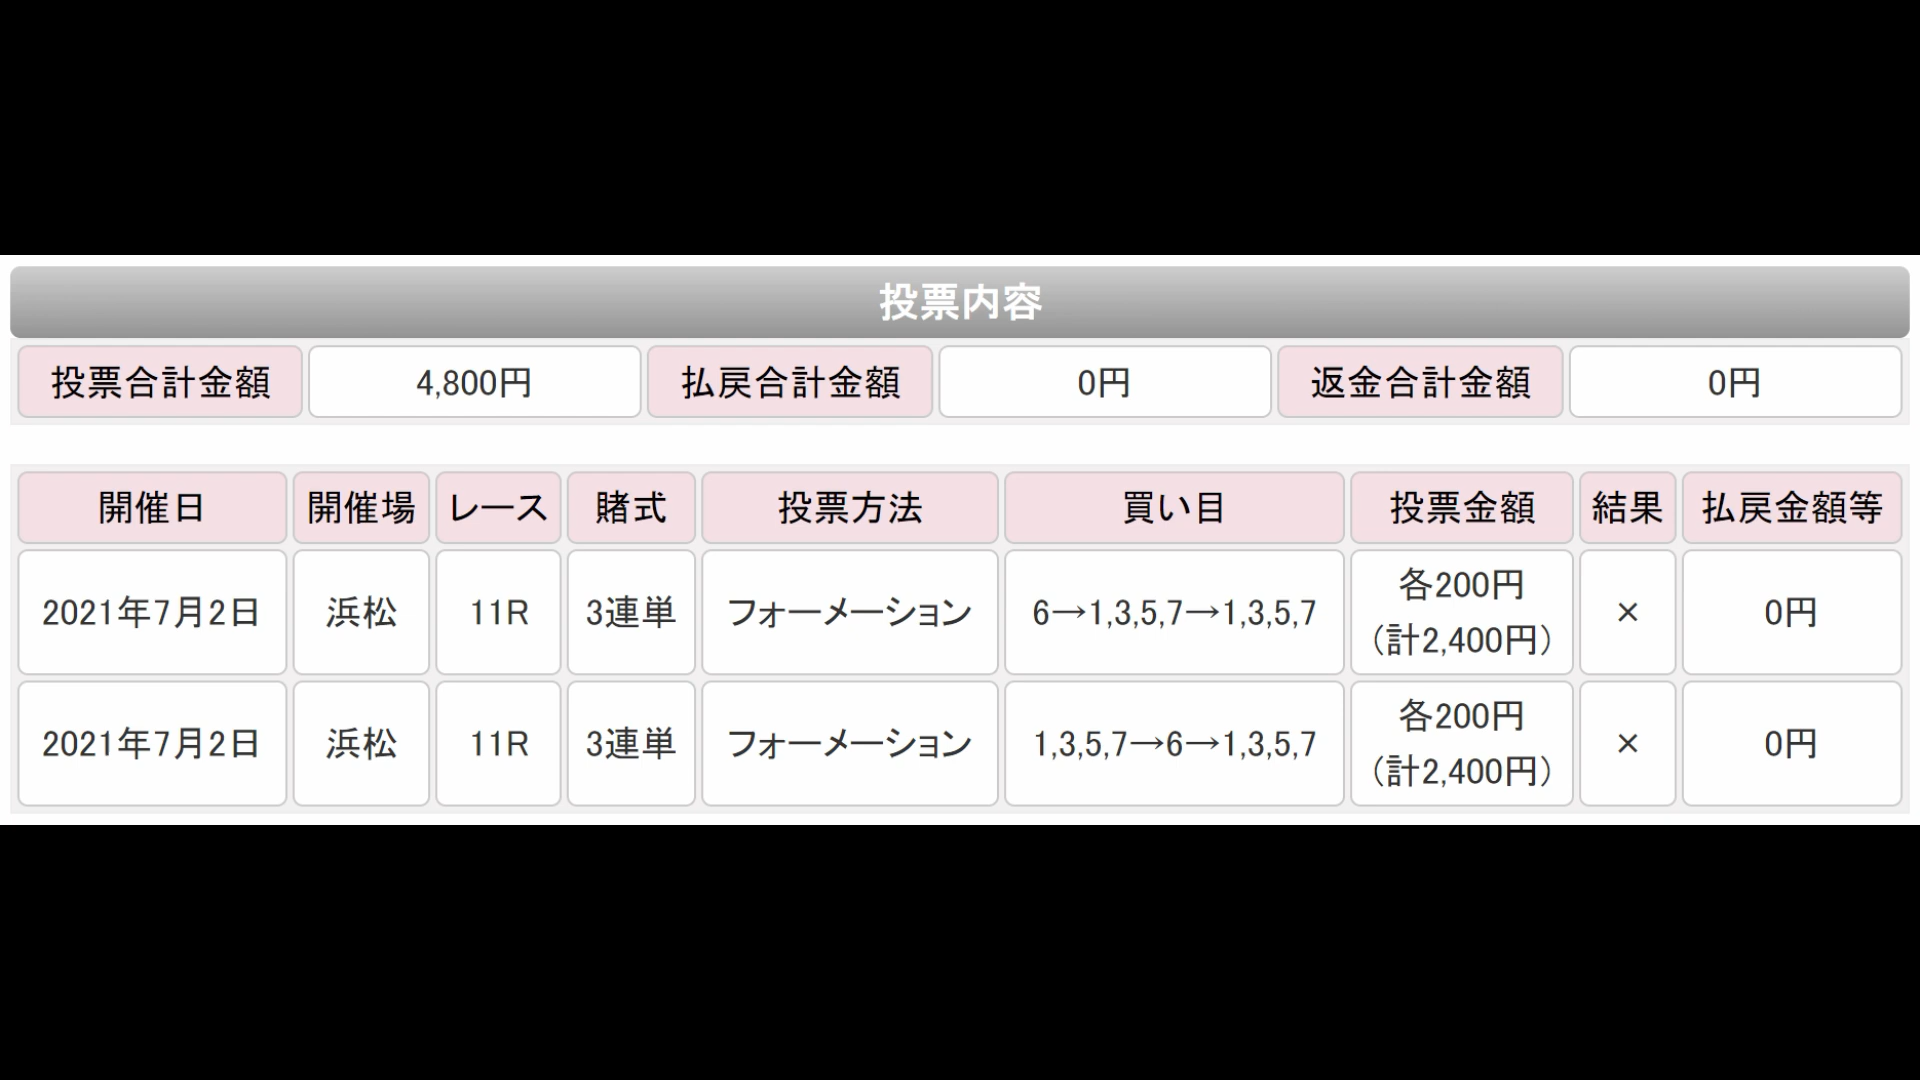 投票内容
投票合計金額 4,800円 払戻合計金額 0円 返金合計金額 0円
開催日 開催場 レース 賭式 投票方法 買い目 投票金額 結果 払戻金額等
2021年7月2日 浜松 11R 3連単 フォーメーション 6→1,3,5,7→1,3,5,7 各200円 × 0円
(計2,400円)
2021年7月2日 浜松 11R 3連単 フォーメーション 1,3,5,7→6→1,3,5,7 各200円 × 0円
(計2,400円)